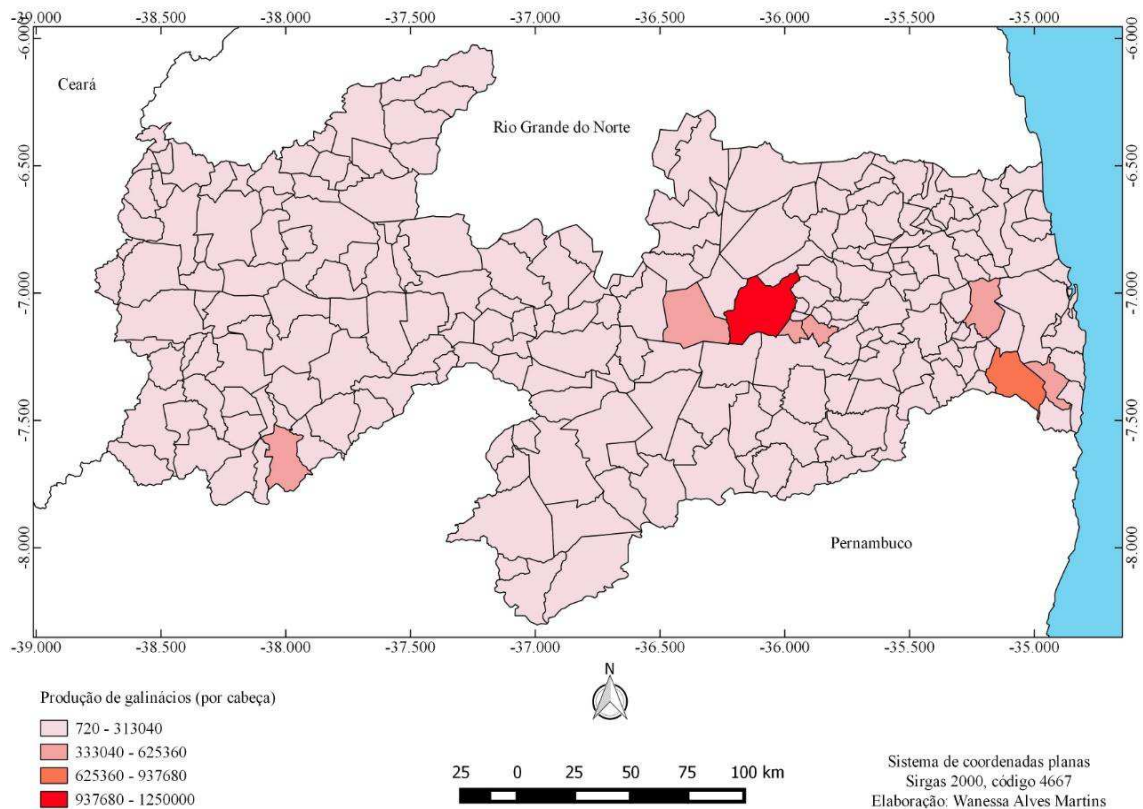 -39.000 -38.500 -38.000 -37.500 -37.000 -36.500 -36.000 -35.500 -35.000
-6.000 -6.000
Ceará
Rio Grande do Norte
-6.500 -6.500
-7.000 -7.000
-7.500 -7.500
-8.000 -8.000
Pernambuco
-39.000 -38.500 -38.000 -37.500 -37.000 -36.500 -36.000 -35.500 -35.000
N
Produção de galináceos (por cabeça)
720 - 313040
333040 - 625360
625360 - 937680
937680 - 1250000
25 0 25 50 75 100 km
Sistema de coordenadas planas
Sirgas 2000, código 4667
Elaboração: Wanessa Alves Martins